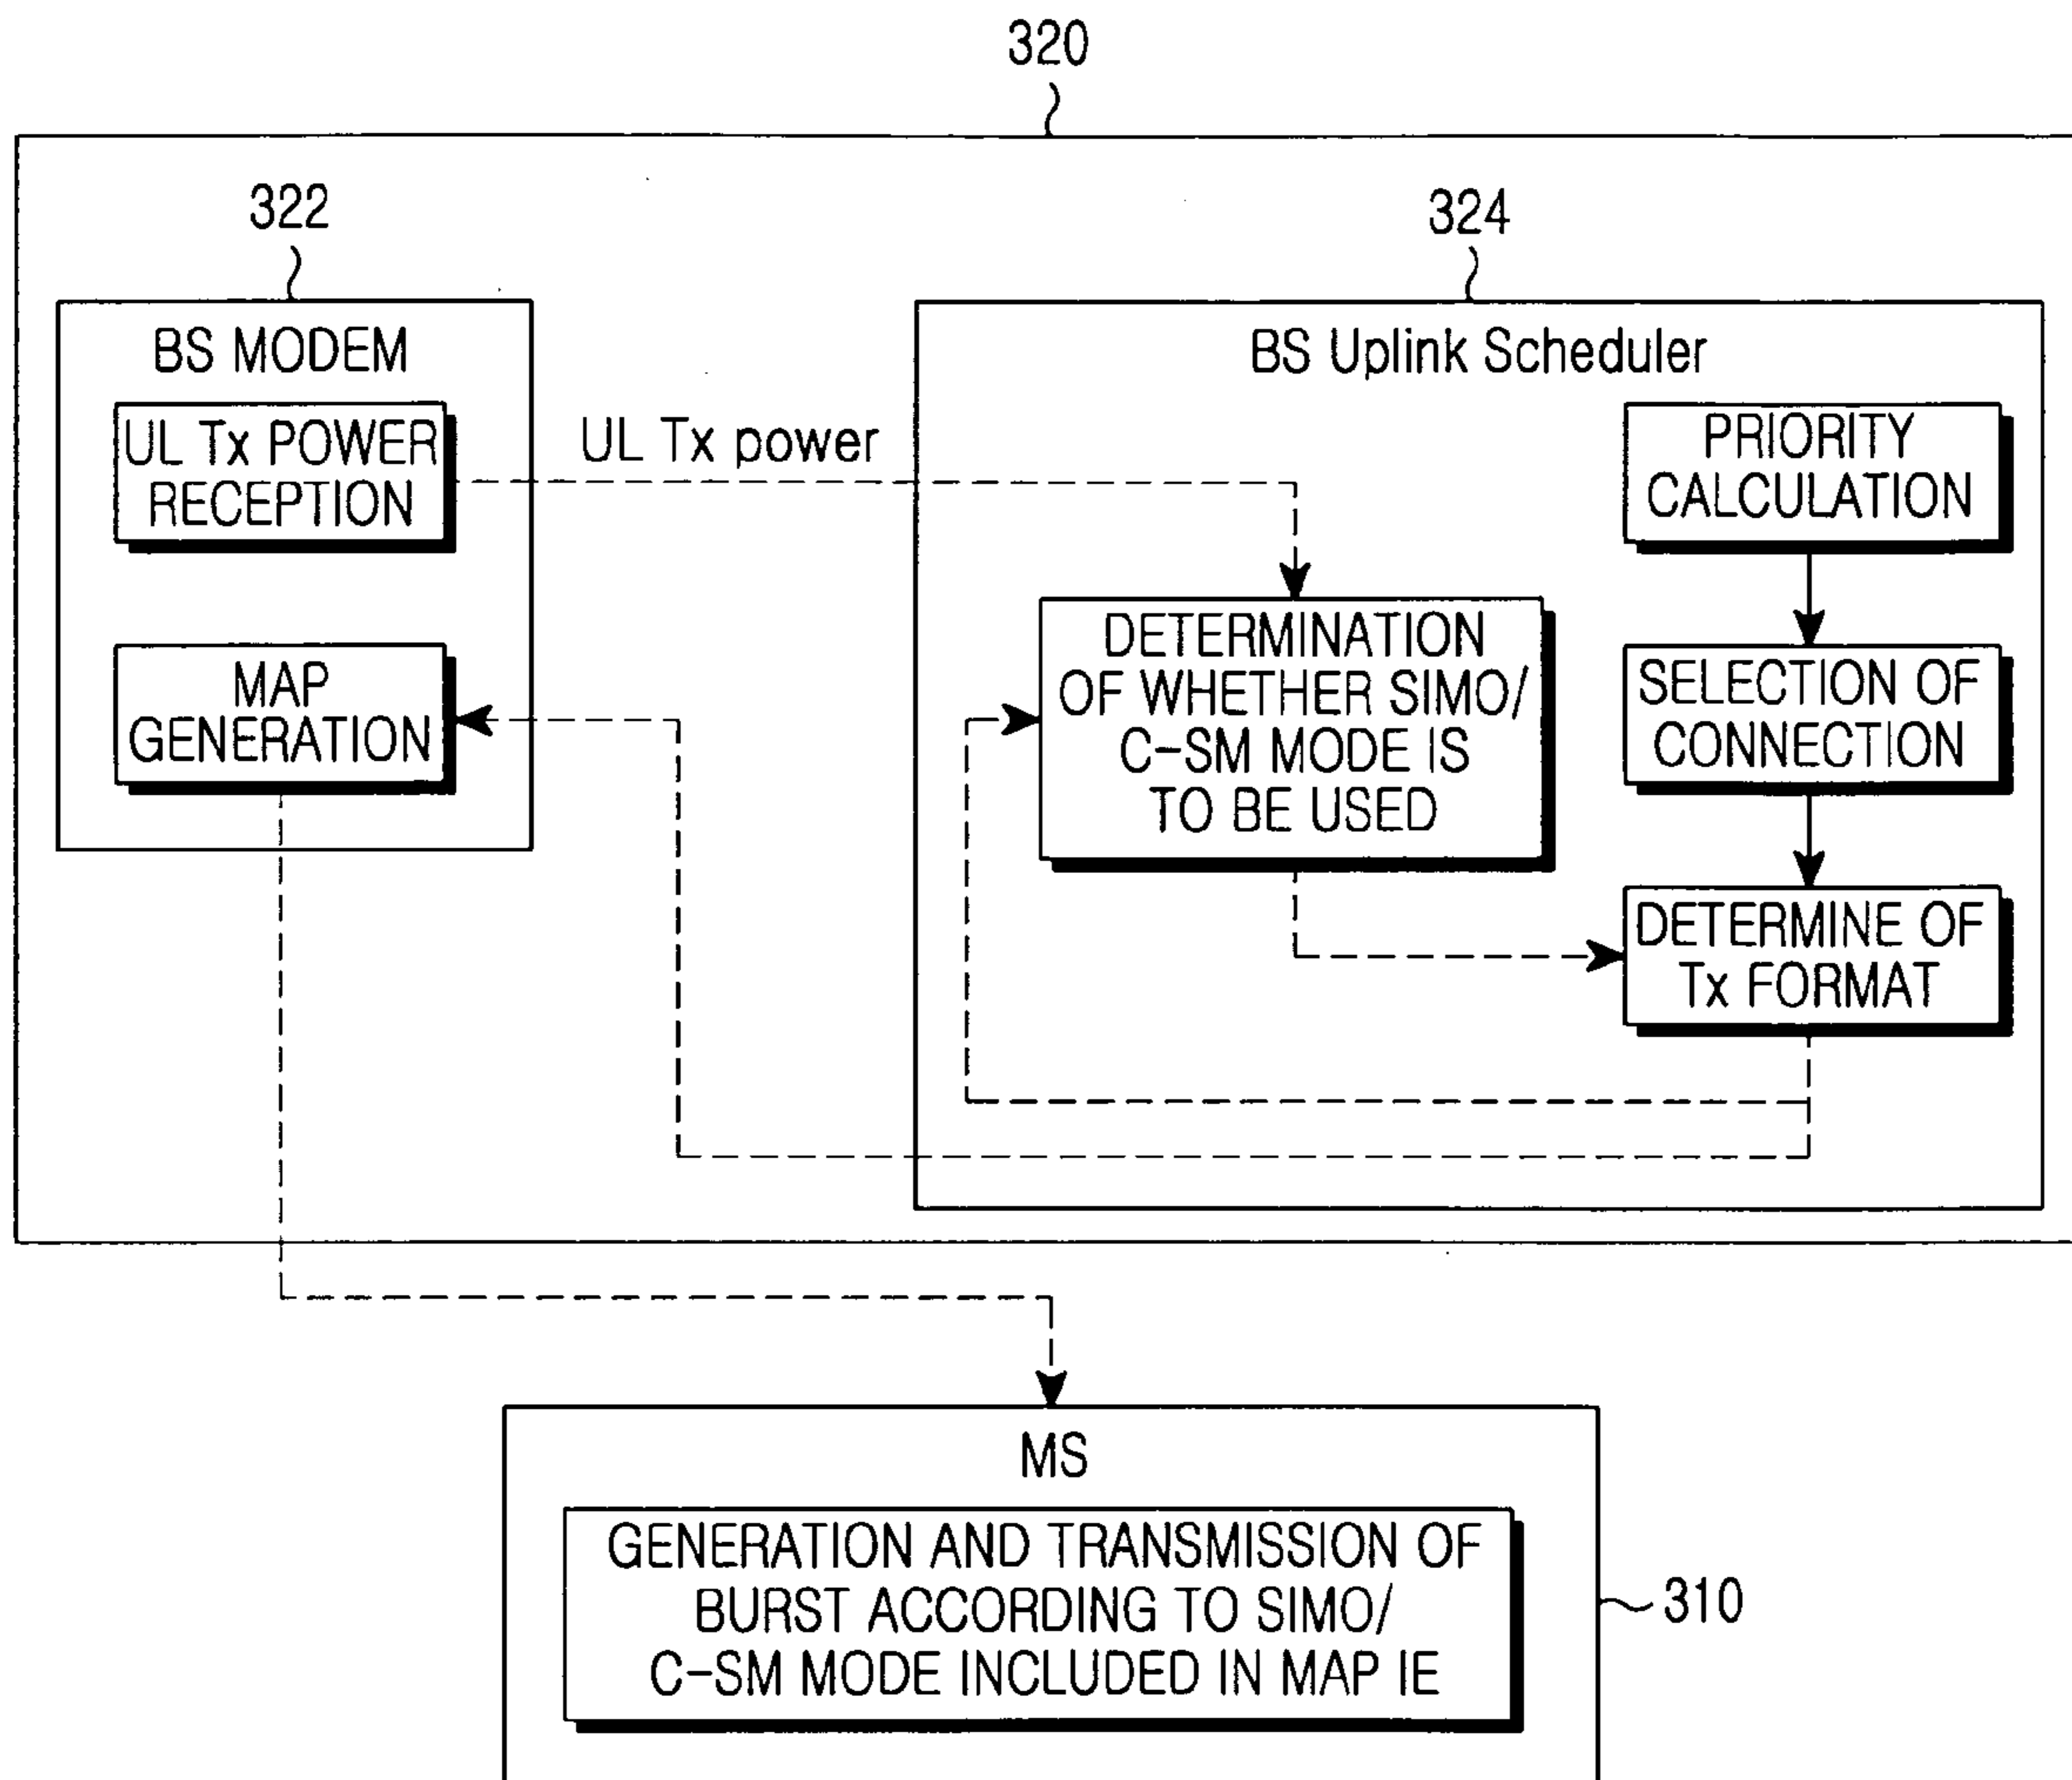 320
322
324
BS MODEM
BS Uplink Scheduler
UL Tx POWER
RECEPTION
UL Tx power
PRIORITY
CALCULATION
MAP
GENERATION
DETERMINATION
OF WHETHER SIMO/
C-SM MODE IS
TO BE USED
SELECTION OF
CONNECTION
DETERMINE OF
Tx FORMAT
MS
GENERATION AND TRANSMISSION OF
BURST ACCORDING TO SIMO/
C-SM MODE INCLUDED IN MAP IE
310